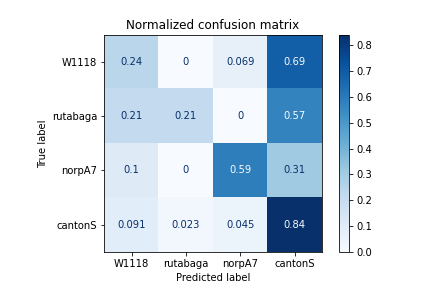 Normalized confusion matrix
True label
W1118 0.24 0 0.069 0.69
rutabaga 0.21 0.21 0 0.57
norpA7 0.1 0 0.59 0.31
cantonS 0.091 0.023 0.045 0.84
W1118 rutabaga norpA7 cantonS
Predicted label
0.8
0.7
0.6
0.5
0.4
0.3
0.2
0.1
0.0